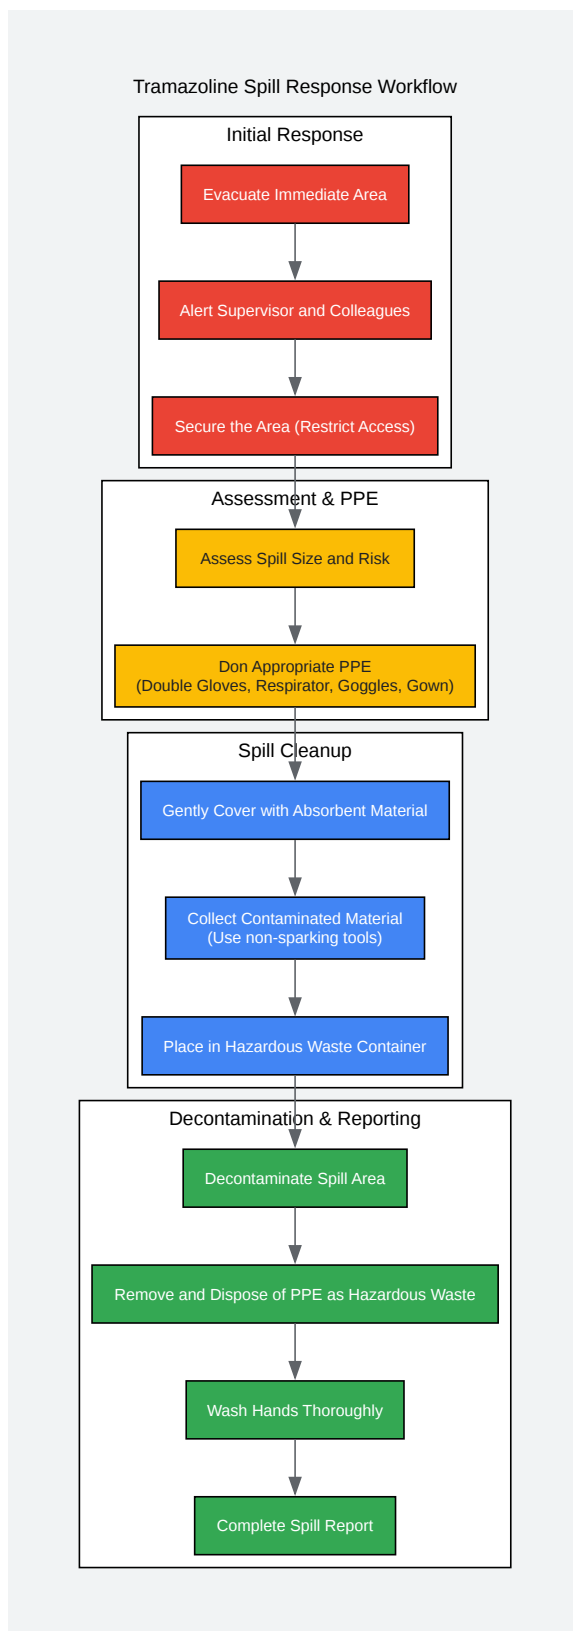 Tramazoline Spill Response Workflow
Initial Response
Evacuate Immediate Area
Alert Supervisor and Colleagues
Secure the Area (Restrict Access)
Assessment & PPE
Assess Spill Size and Risk
Don Appropriate PPE
(Double Gloves, Respirator, Goggles, Gown)
Spill Cleanup
Gently Cover with Absorbent Material
Collect Contaminated Material
(Use non-sparking tools)
Place in Hazardous Waste Container
Decontamination & Reporting
Decontaminate Spill Area
Remove and Dispose of PPE as Hazardous Waste
Wash Hands Thoroughly
Complete Spill Report